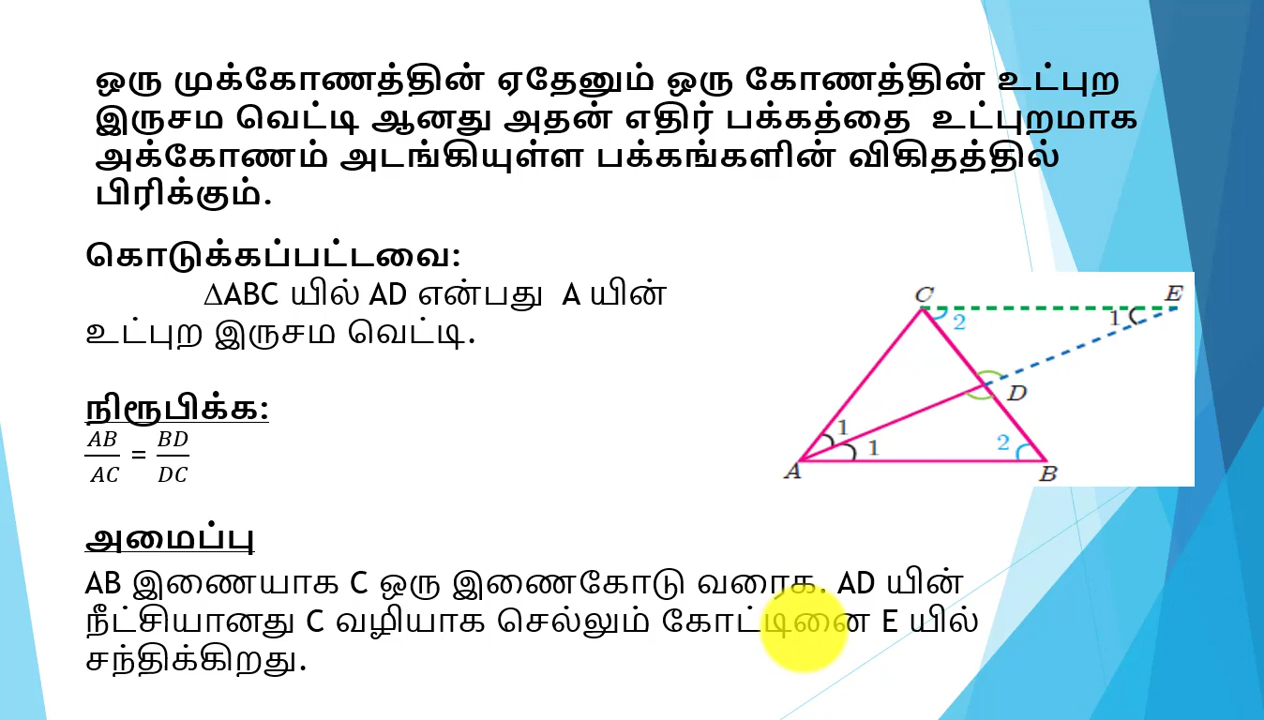 ஒரு முக்கோணத்தின் ஏதேனும் ஒரு கோணத்தின் உட்புற
இருசம வெட்டி ஆனது அதன் எதிர் பக்கத்தை உட்புறமாக
அக்கோணம் அடங்கியுள்ள பக்கங்களின் விகிதத்தில்
பிரிக்கும்.
கொடுக்கப்பட்டவை:
∆ABC யில் AD என்பது A யின்
உட்புற இருசம வெட்டி.
நிரூபிக்க:
AB/AC = BD/DC
அமைப்பு
AB இணையாக C ஒரு இணைகோடு வரைக. AD யின்
நீட்சியானது C வழியாக செல்லும் கோட்டினை E யில்
சந்திக்கிறது.
C E
2 1
D
1
1 2
A B